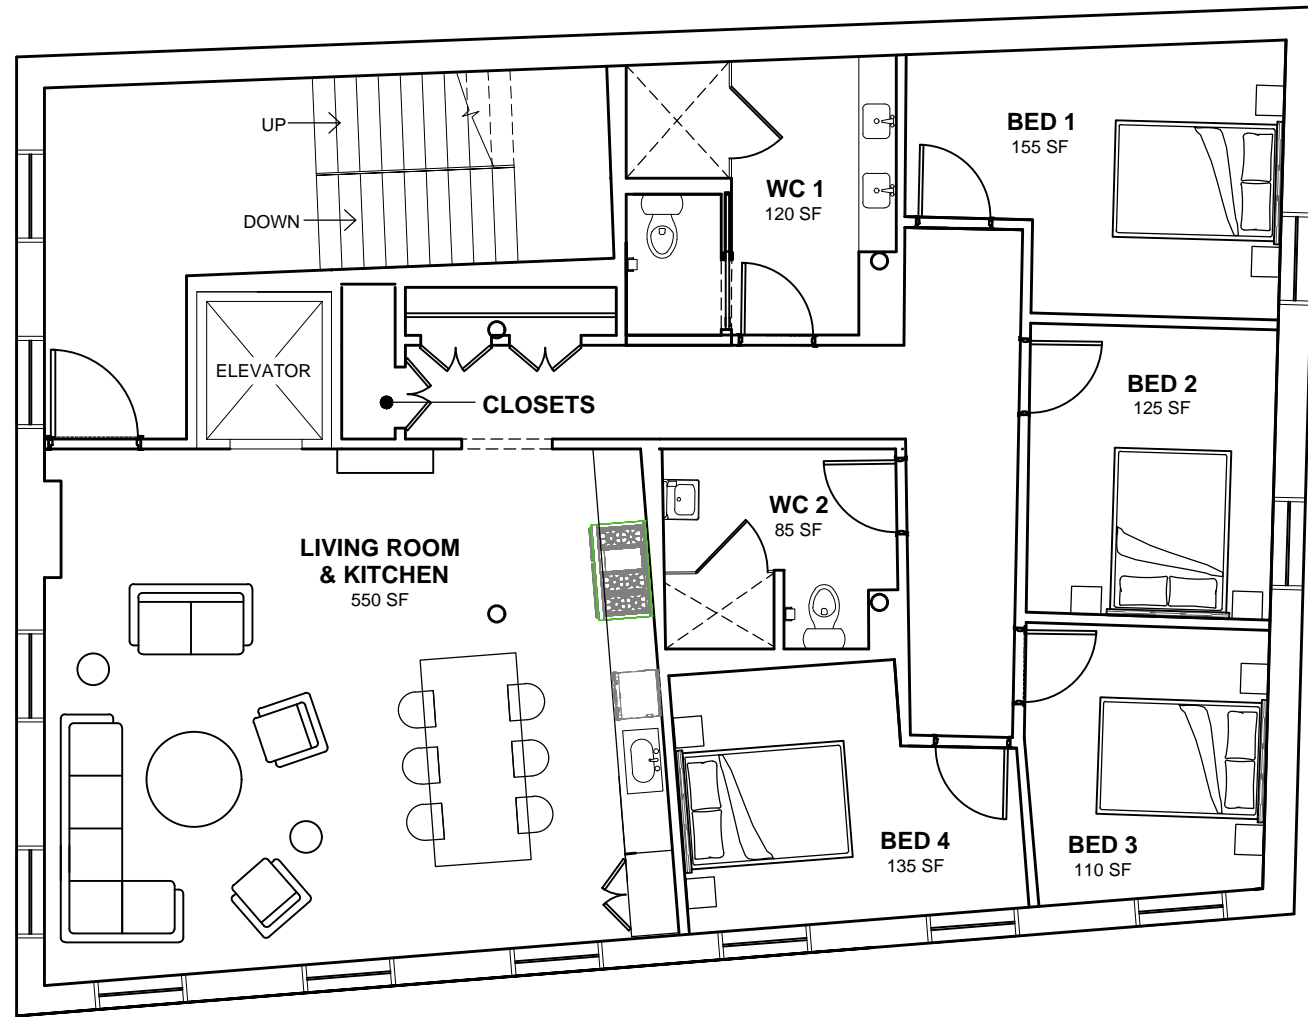 UP
DOWN
ELEVATOR
CLOSETS
WC 1
120 SF
BED 1
155 SF
BED 2
125 SF
LIVING ROOM
& KITCHEN
550 SF
WC 2
85 SF
BED 4
135 SF
BED 3
110 SF